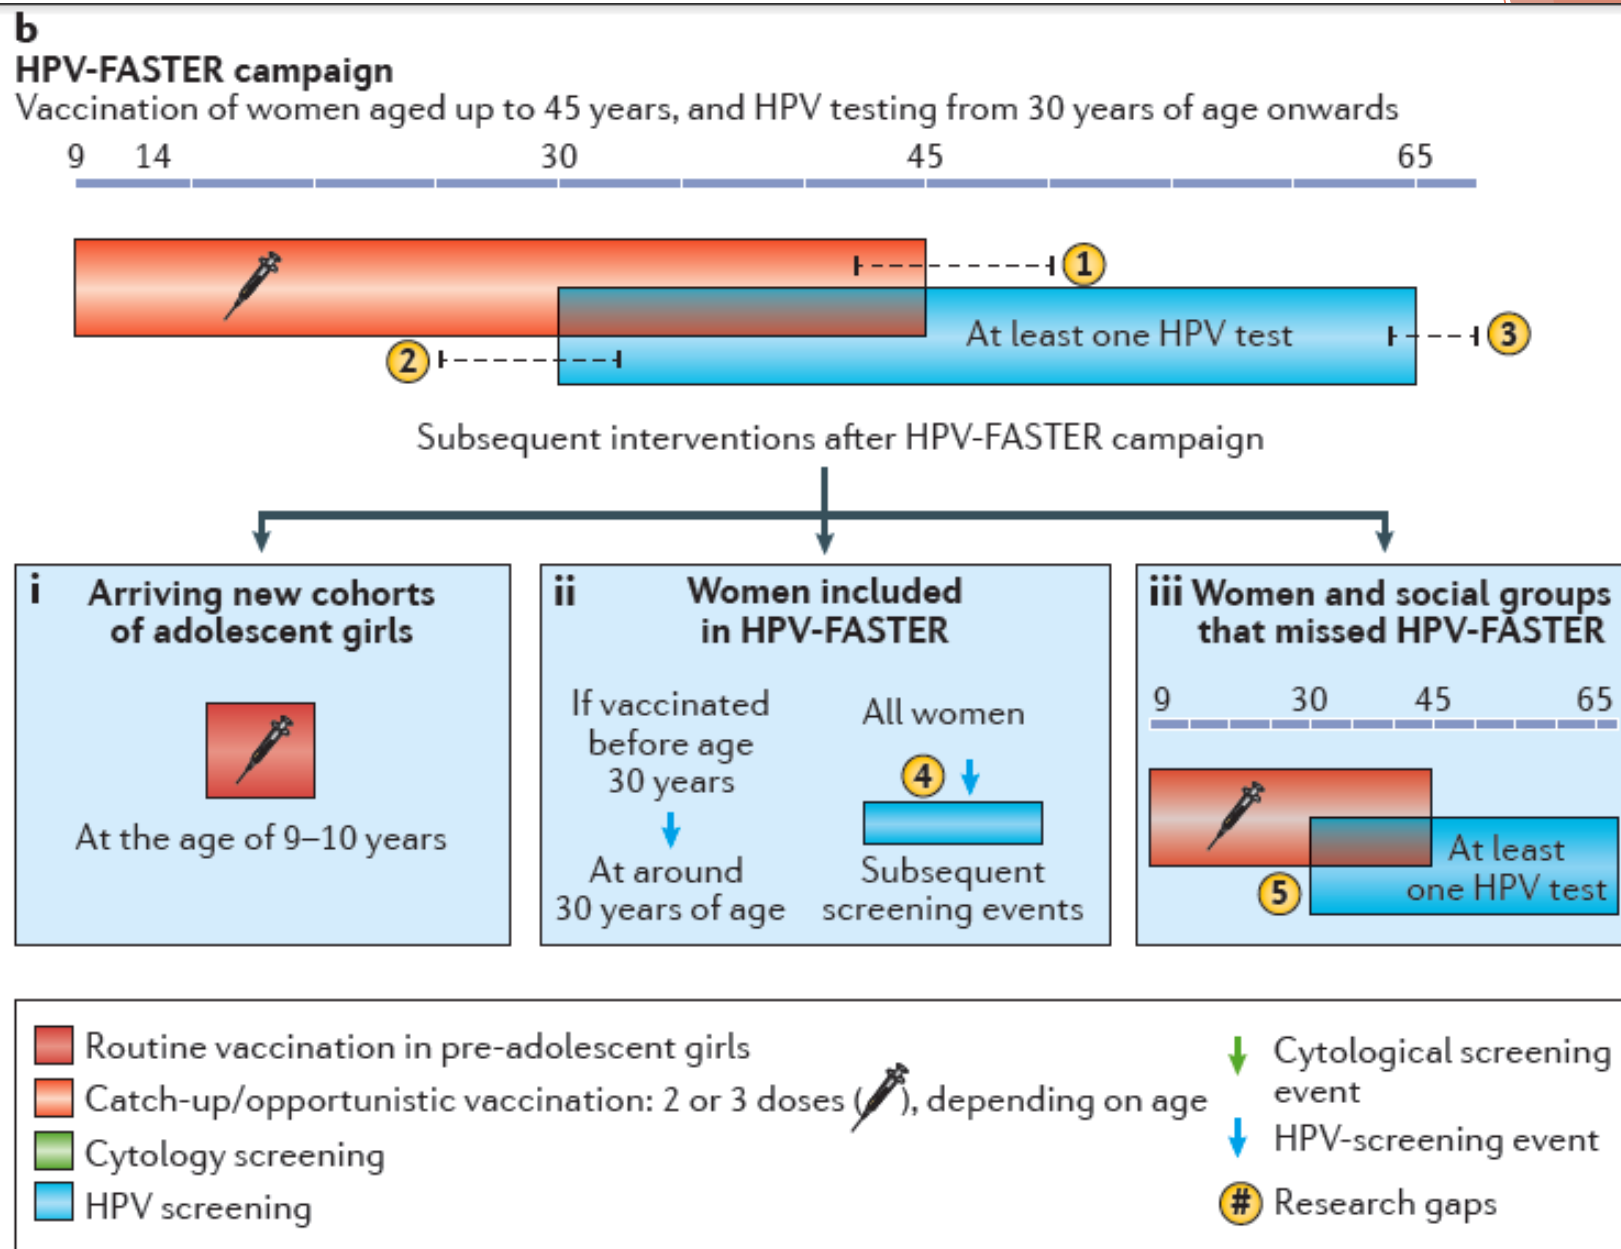 b
HPV-FASTER campaign
Vaccination of women aged up to 45 years, and HPV testing from 30 years of age onwards
9 14 30 45 65
1
At least one HPV test
3
2
Subsequent interventions after HPV-FASTER campaign
i Arriving new cohorts
of adolescent girls
At the age of 9–10 years
ii Women included
in HPV-FASTER
If vaccinated
before age
30 years
At around
30 years of age
All women
4
Subsequent
screening events
iii Women and social groups
that missed HPV-FASTER
9 30 45 65
At least
one HPV test
5
Routine vaccination in pre-adolescent girls
Catch-up/opportunistic vaccination: 2 or 3 doses ( ), depending on age
Cytology screening
HPV screening
Cytological screening
event
HPV-screening event
# Research gaps